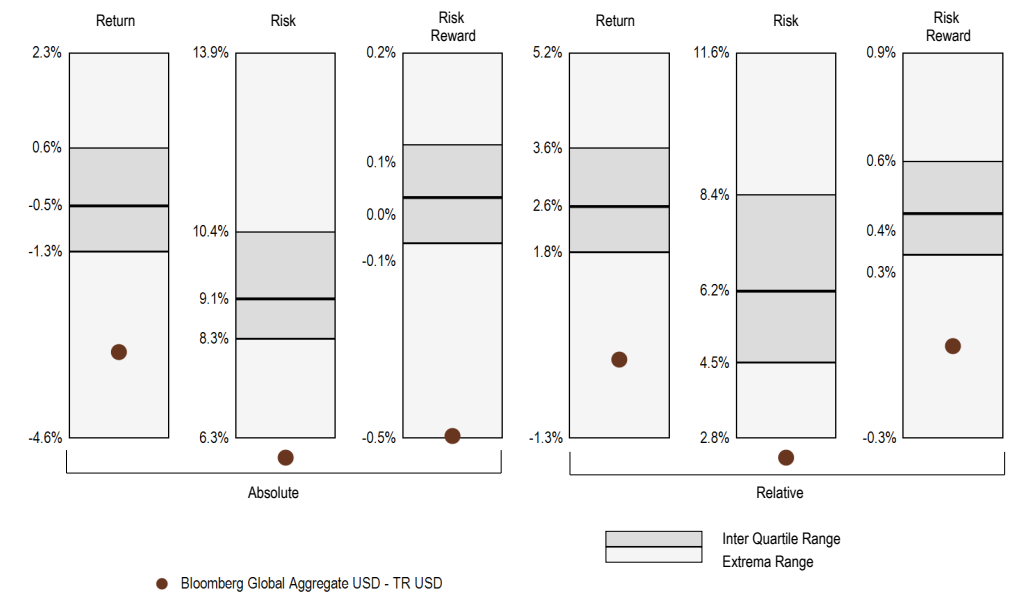 Return
Risk
Risk
Reward
Return
Risk
Risk
Reward
2.3%
0.6%
-0.5%
-1.3%
-4.6%
13.9%
10.4%
9.1%
8.3%
6.3%
0.2%
0.1%
0.0%
-0.1%
-0.5%
5.2%
3.6%
2.6%
1.8%
-1.3%
11.6%
8.4%
6.2%
4.5%
2.8%
0.9%
0.6%
0.4%
0.3%
-0.3%
Absolute
Relative
Inter Quartile Range
Extrema Range
Bloomberg Global Aggregate USD - TR USD